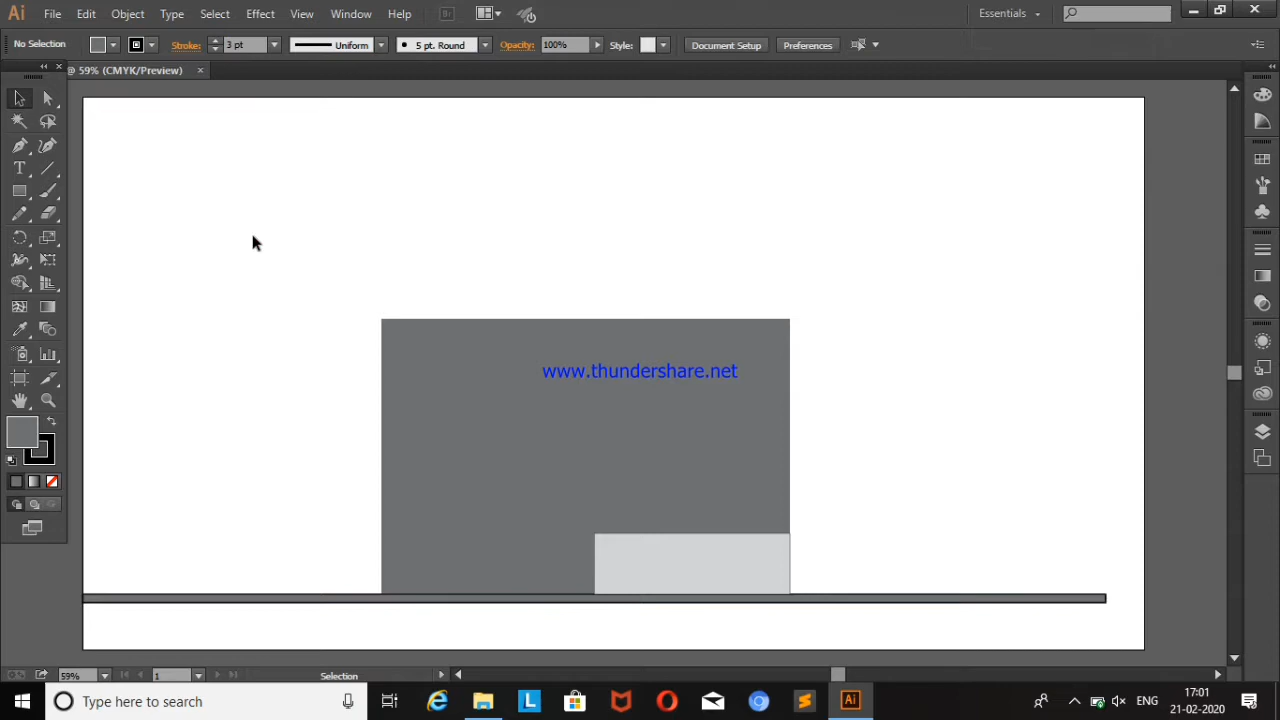 Ai File Edit Object Type Select Effect View Window Help Br Essentials
No Selection Stroke: 3 pt Uniform 5 pt. Round Opacity: 100% Style: Document Setup Preferences
@ 59% (CMYK/Preview)
www.thundershare.net
59% 1 Selection
Type here to search L Ai ENG 17:01
21-02-2020